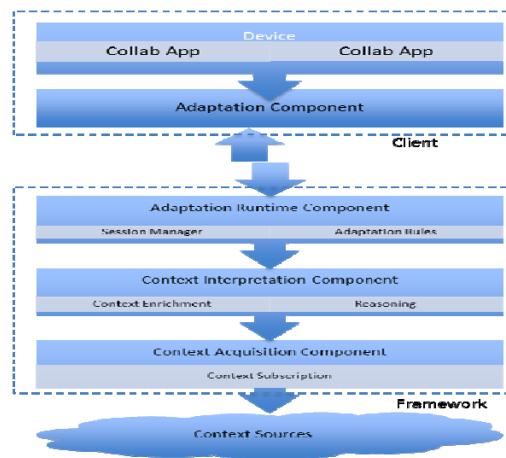 Device
Collab App Collab App
Adaptation Component
Client
Adaptation Runtime Component
Session Manager Adaptation Rules
Context Interpretation Component
Context Enrichment Reasoning
Context Acquisition Component
Context Subscription
Framework
Context Sources